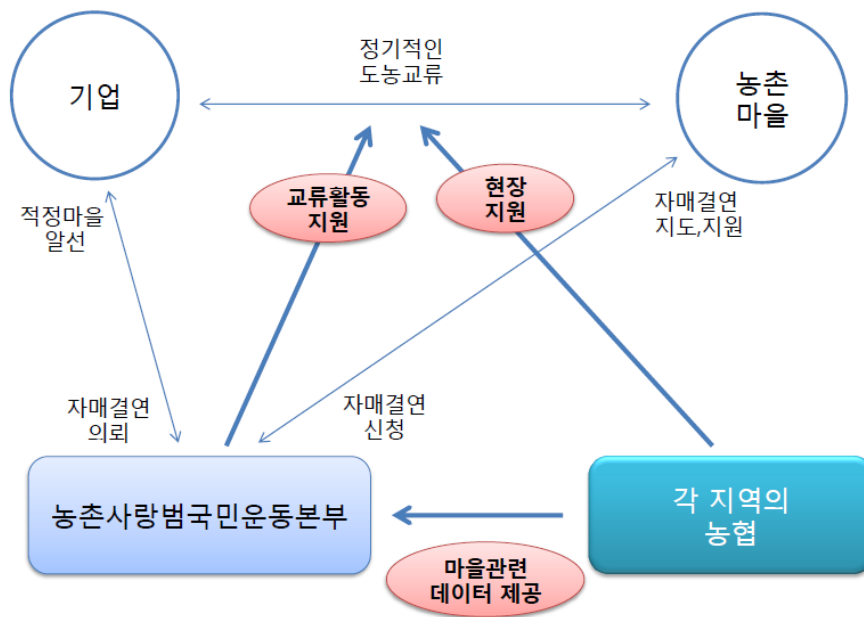 정기적인
도농교류
기업
농촌
마을
교류활동
지원
현장
지원
적정마을
알선
자매결연
지도,지원
자매결연
의뢰
자매결연
신청
농촌사랑범국민운동본부
각 지역의
농협
마을관련
데이터 제공